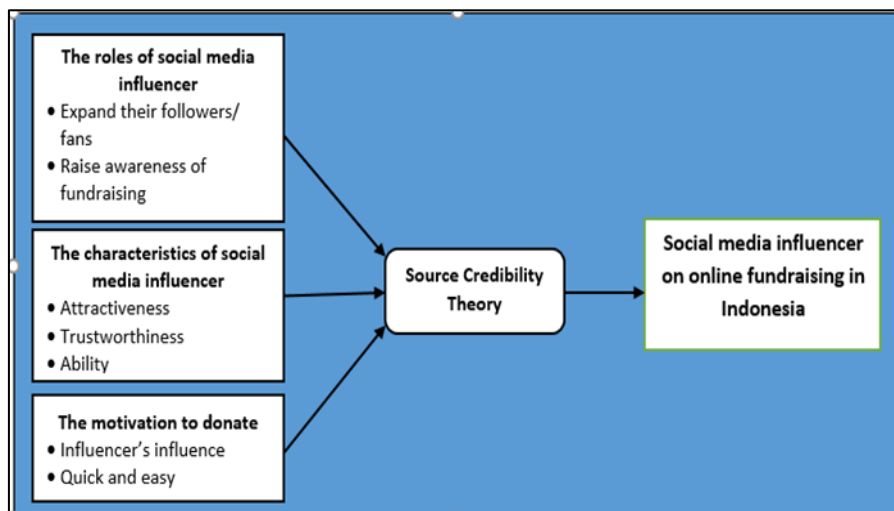 The roles of social media
influencer
• Expand their followers/
fans
• Raise awareness of
fundraising
The characteristics of social
media influencer
• Attractiveness
• Trustworthiness
• Ability
The motivation to donate
• Influencer's influence
• Quick and easy
Source Credibility
Theory
Social media influencer
on online fundraising in
Indonesia